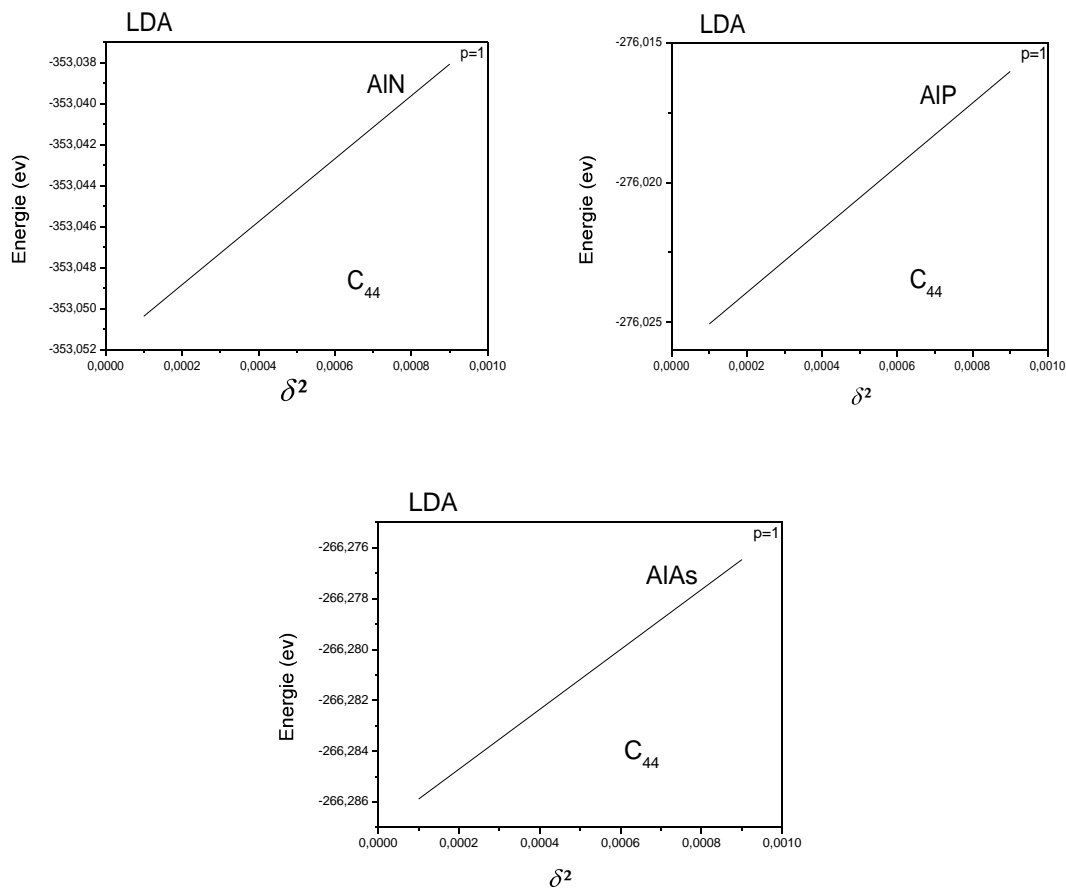 LDA
p=1
AlN
C44
Energie (ev)
-353,038
-353,040
-353,042
-353,044
-353,046
-353,048
-353,050
-353,052
0,0000 0,0002 0,0004 0,0006 0,0008 0,0010
δ²
LDA
p=1
AlP
C44
Energie (ev)
-276,015
-276,020
-276,025
0,0000 0,0002 0,0004 0,0006 0,0008 0,0010
δ²
LDA
p=1
AlAs
C44
Energie (ev)
-266,276
-266,278
-266,280
-266,282
-266,284
-266,286
0,0000 0,0002 0,0004 0,0006 0,0008 0,0010
δ²